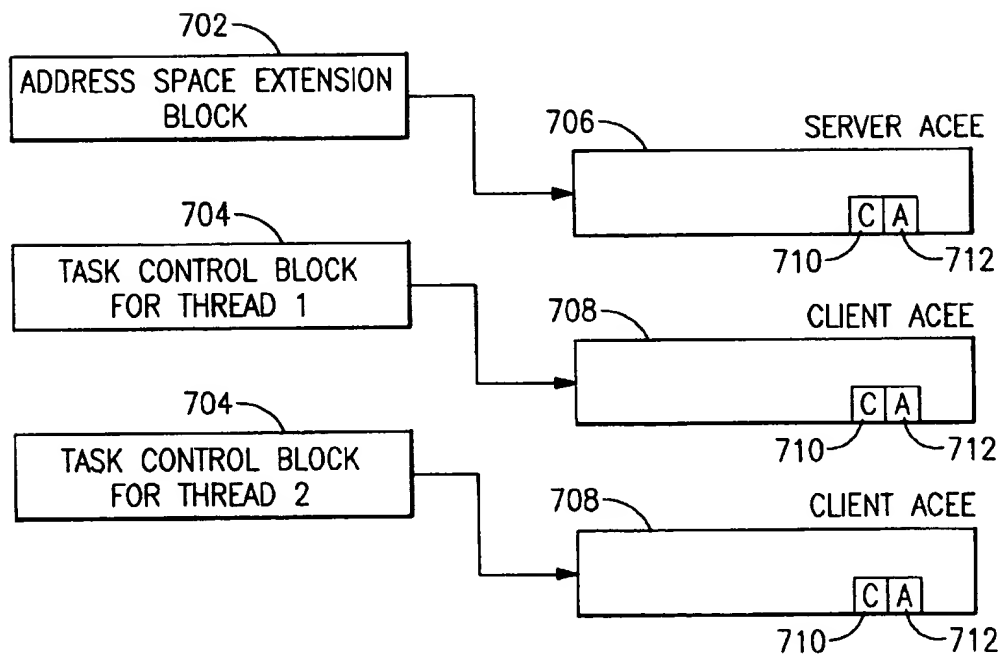 702
ADDRESS SPACE EXTENSION
BLOCK
706
SERVER ACEE
C A
710
712
704
TASK CONTROL BLOCK
FOR THREAD 1
708
CLIENT ACEE
C A
710
712
704
TASK CONTROL BLOCK
FOR THREAD 2
708
CLIENT ACEE
C A
710
712